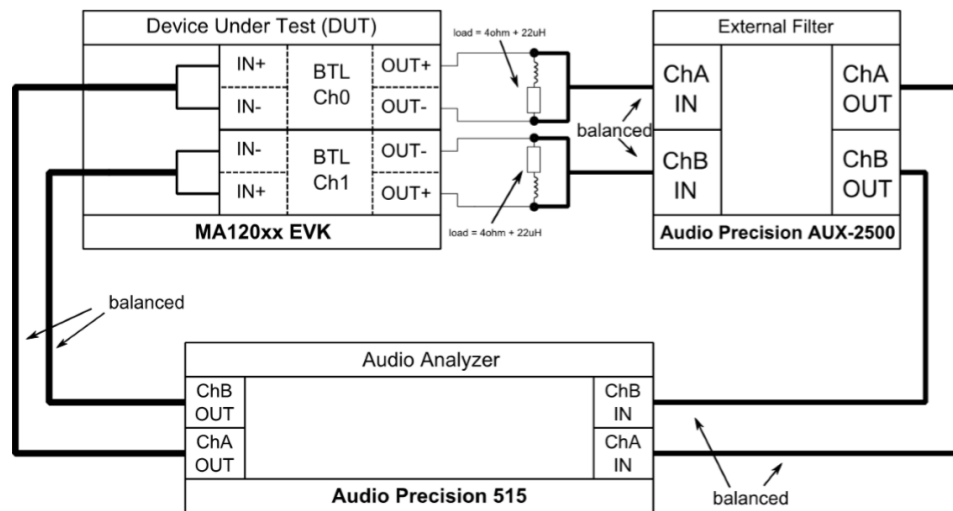 Device Under Test (DUT)
IN+
IN-
BTL
Ch0
OUT+
OUT-
IN-
IN+
BTL
Ch1
OUT-
OUT+
MA120xx EVK
load = 4ohm + 22uH
load = 4ohm + 22uH
balanced
External Filter
ChA
IN
ChA
OUT
ChB
IN
ChB
OUT
Audio Precision AUX-2500
balanced
Audio Analyzer
ChB
OUT
ChB
IN
ChA
OUT
ChA
IN
Audio Precision 515
balanced